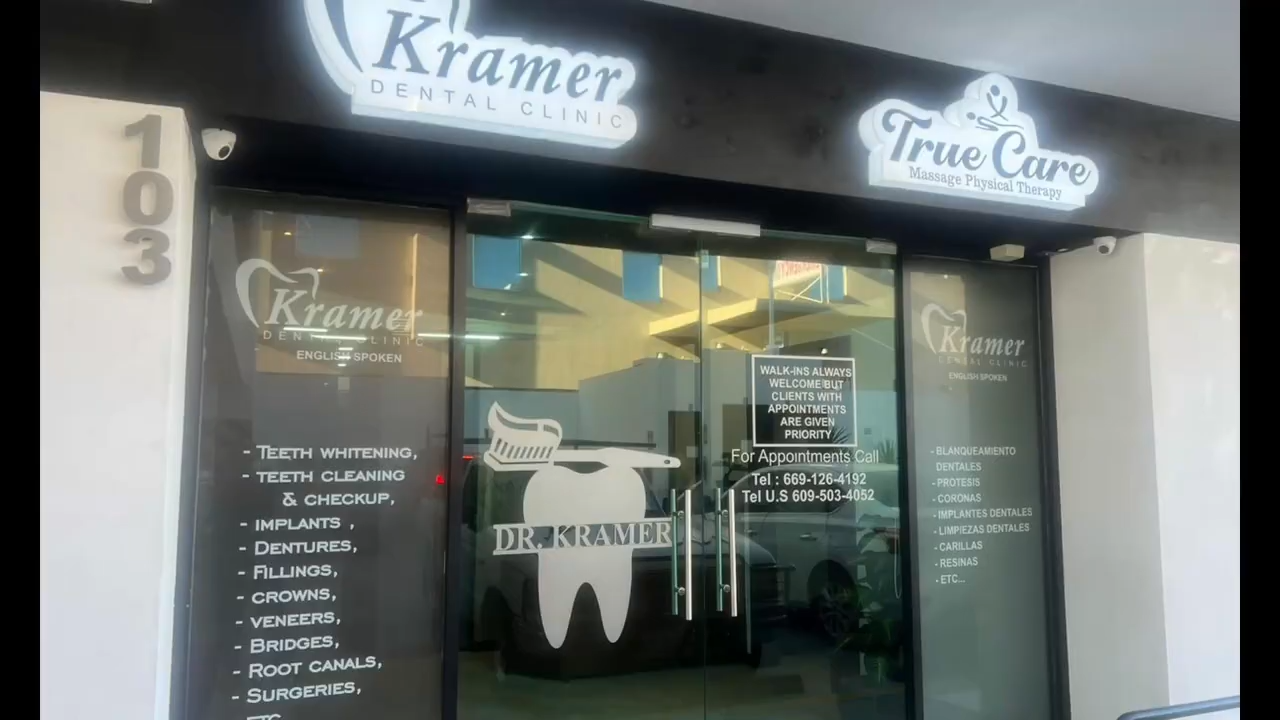 Kramer
DENTAL CLINIC
True Care
Massage Physical Therapy
103
Kramer
DENTAL CLINIC
ENGLISH SPOKEN
- TEETH WHITENING,
- TEETH CLEANING
& CHECKUP,
- IMPLANTS ,
- DENTURES,
- FILLINGS,
- CROWNS,
- VENEERS,
- BRIDGES,
- ROOT CANALS,
- SURGERIES,
ETC
DR. KRAMER
WALK-INS ALWAYS
WELCOME BUT
CLIENTS WITH
APPOINTMENTS
ARE GIVEN
PRIORITY
For Appointments Call
Tel : 669-126-4192
Tel U.S 609-503-4052
Kramer
DENTAL CLINIC
ENGLISH SPOKEN
- BLANQUEAMIENTO
DENTALES
- PROTESIS
- CORONAS
- IMPLANTES DENTALES
- LIMPIEZAS DENTALES
- CARILLAS
- RESINAS
- ETC...